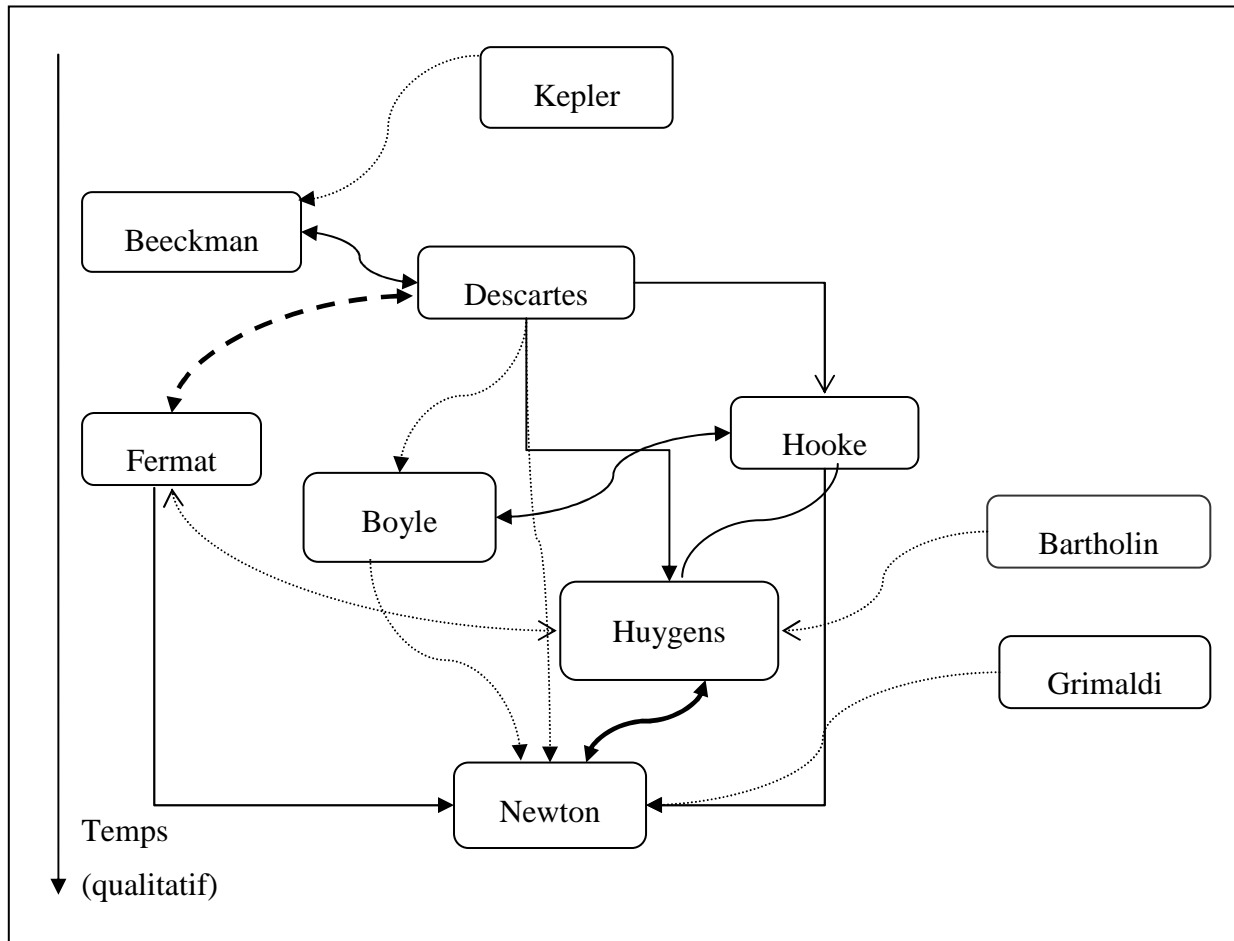 Kepler
Beeckman
Descartes
Fermat
Hooke
Boyle
Bartholin
Huygens
Grimaldi
Newton
Temps
(qualitatif)